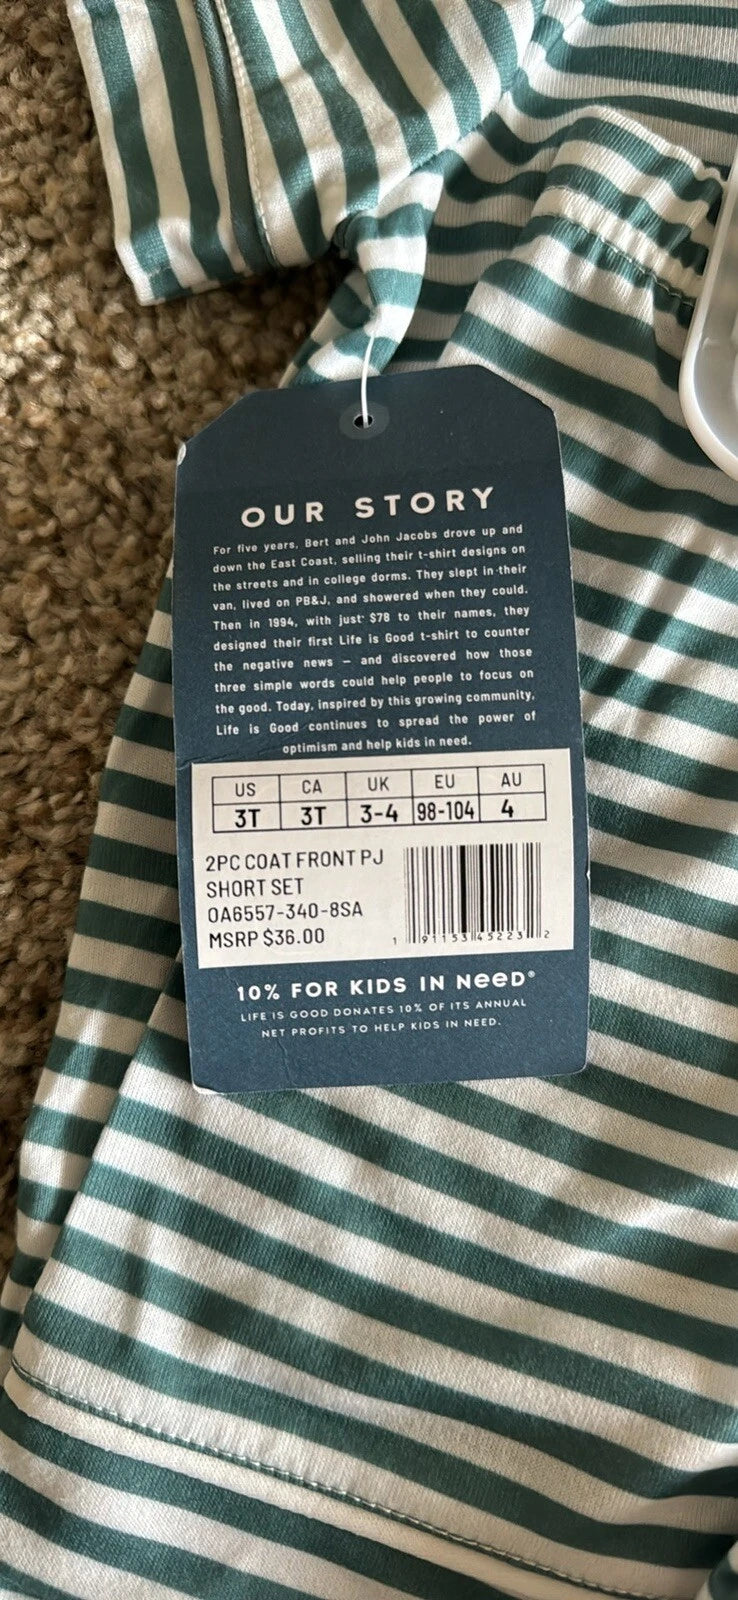 OUR STORY
For five years, Bert and John Jacobs drove up and
down the East Coast, selling their t-shirt designs on
the streets and in college dorms. They slept in their
van, lived on PB&J, and showered when they could.
Then in 1994, with just $78 to their names, they
designed their first Life is Good t-shirt to counter
the negative news — and discovered how those
three simple words could help people to focus on
the good. Today, inspired by this growing community,
Life is Good continues to spread the power of
optimism and help kids in need.
US CA UK EU AU
3T 3T 3-4 98-104 4
2PC COAT FRONT PJ
SHORT SET
OA6557-340-8SA
MSRP $36.00
1 91153 45223 2
10% FOR KIDS IN NeeD®
LIFE IS GOOD DONATES 10% OF ITS ANNUAL
NET PROFITS TO HELP KIDS IN NEED.